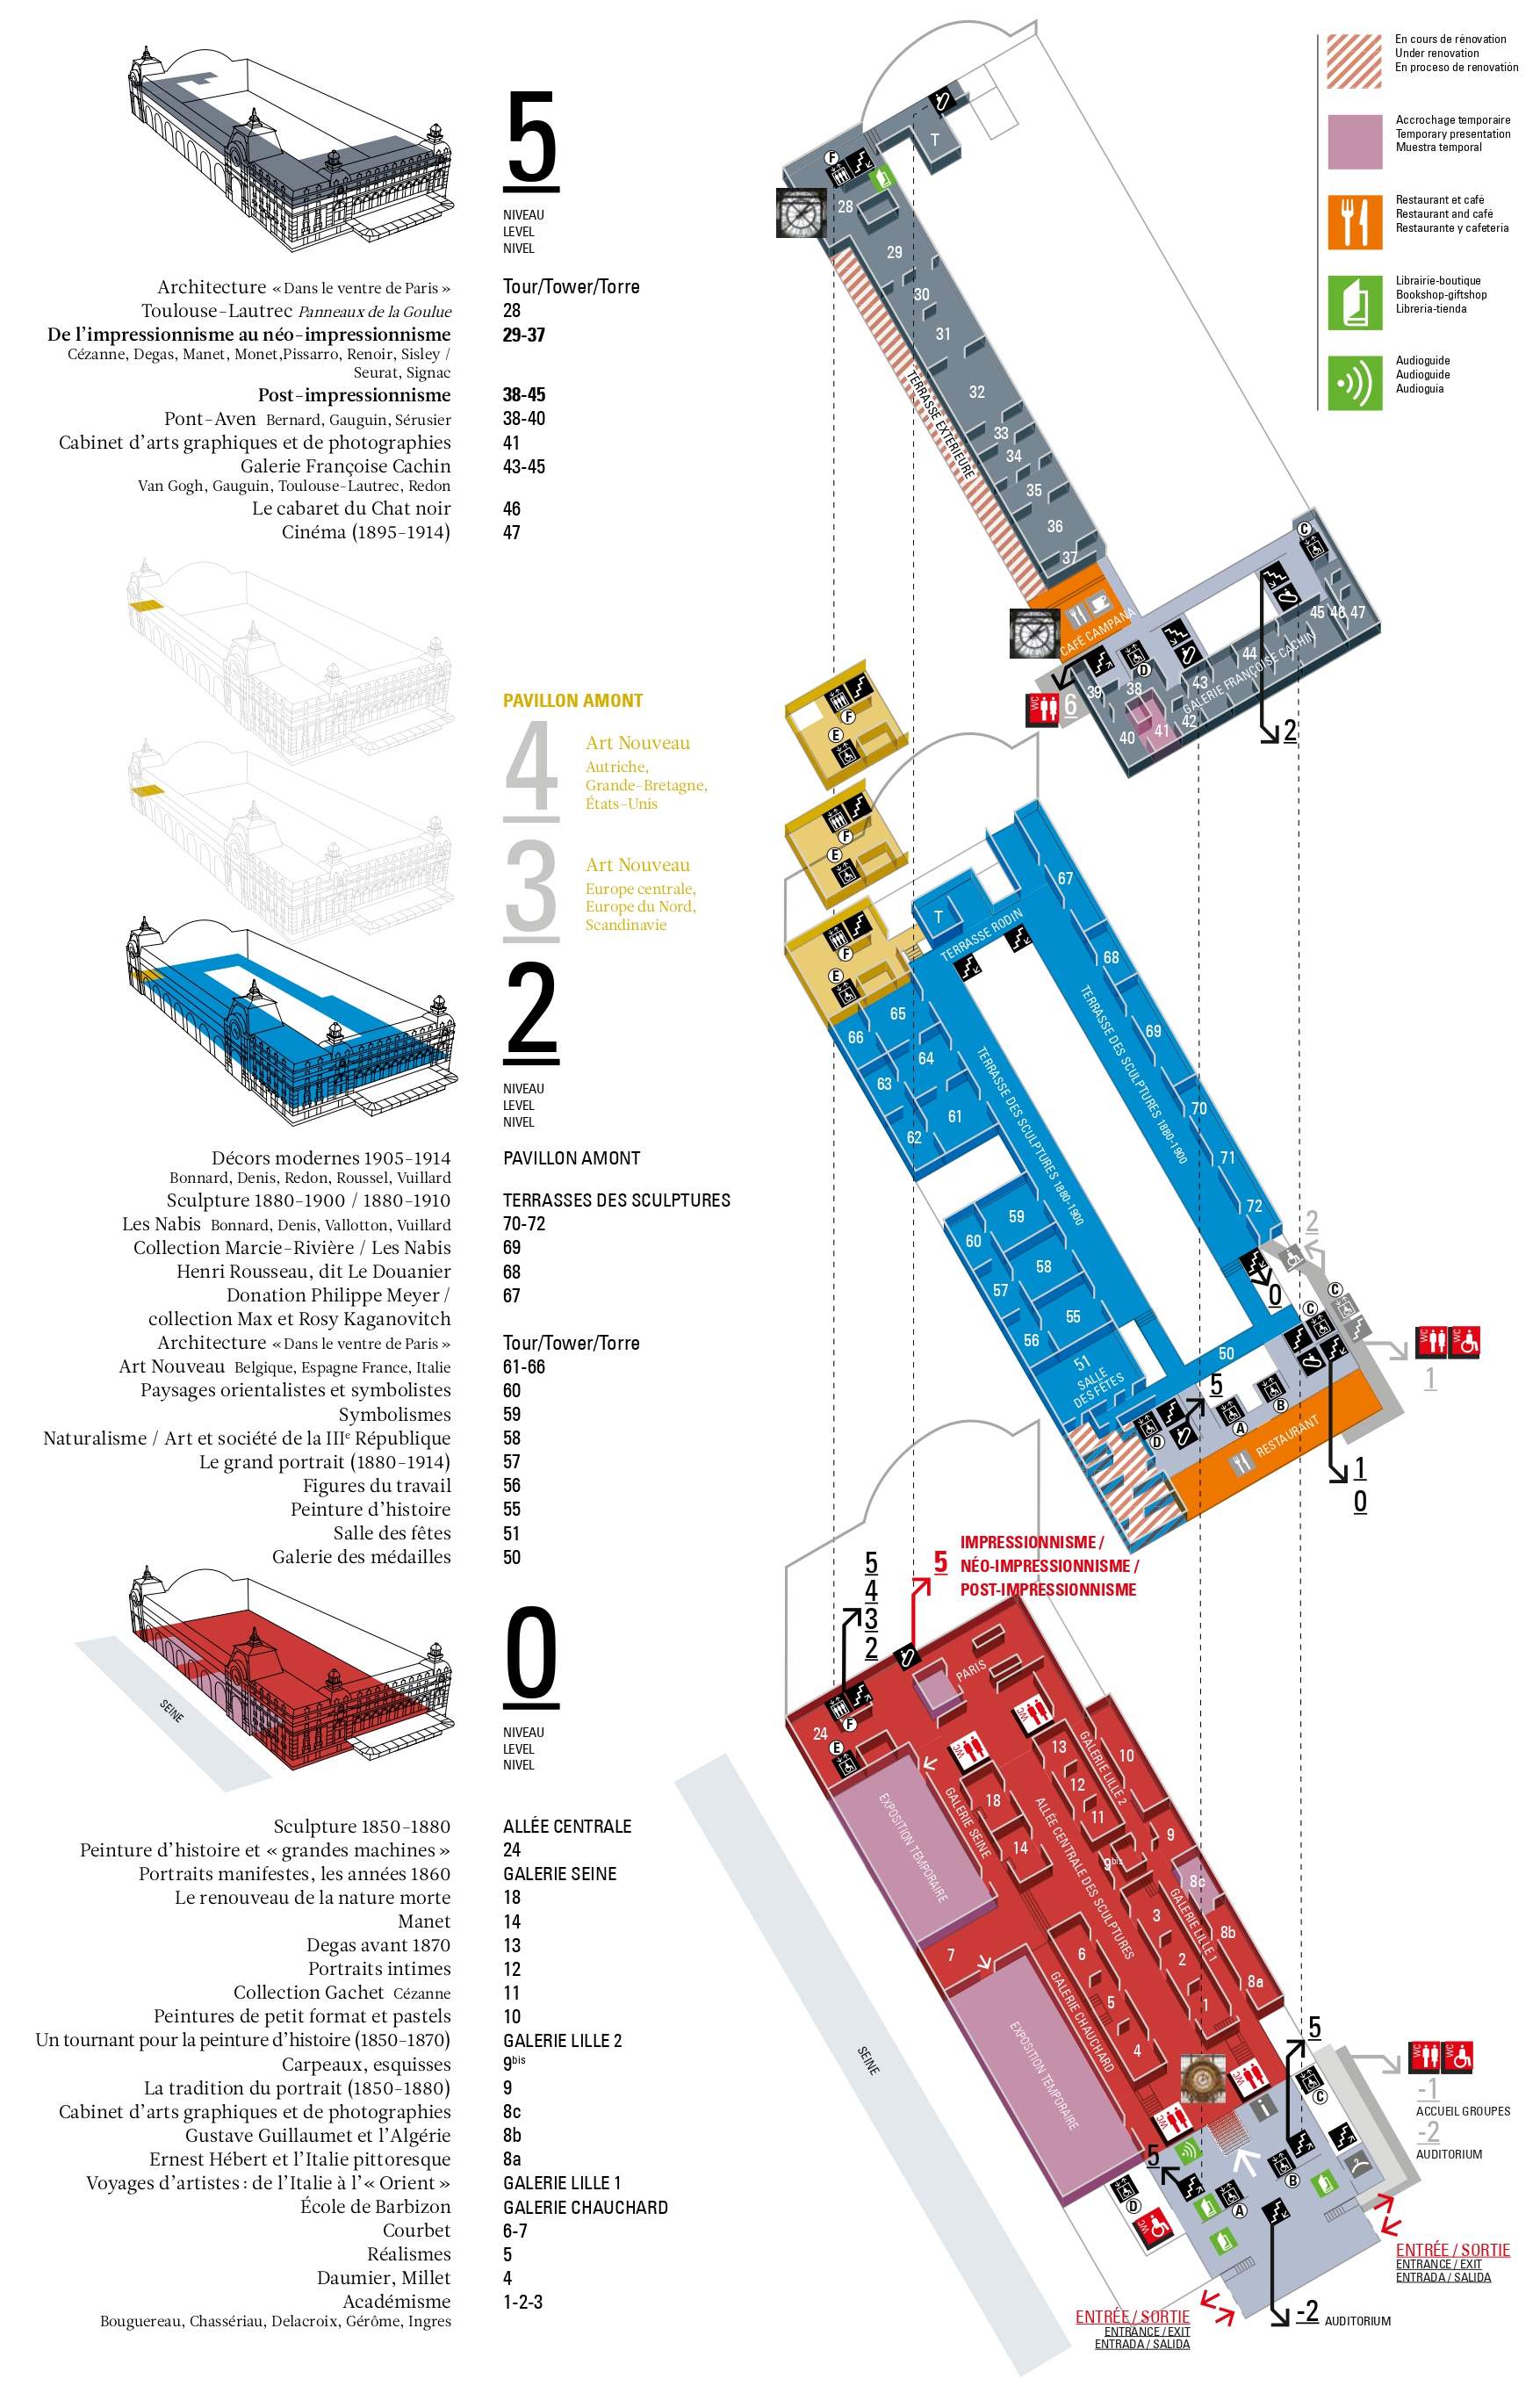 5
NIVEAU
LEVEL
NIVEL
Architecture « Dans le ventre de Paris » Tour/Tower/Torre
Toulouse-Lautrec Panneaux de la Goulue 28
De l'impressionnisme au néo-impressionnisme 29-37
Cézanne, Degas, Manet, Monet,Pissarro, Renoir, Sisley /
Seurat, Signac
Post-impressionnisme 38-45
Pont-Aven Bernard, Gauguin, Sérusier 38-40
Cabinet d'arts graphiques et de photographies 41
Galerie Françoise Cachin 43-45
Van Gogh, Gauguin, Toulouse-Lautrec, Redon
Le cabaret du Chat noir 46
Cinéma (1895-1914) 47
PAVILLON AMONT
4
Art Nouveau
Autriche,
Grande-Bretagne,
États-Unis
3
Art Nouveau
Europe centrale,
Europe du Nord,
Scandinavie
2
NIVEAU
LEVEL
NIVEL
Décors modernes 1905-1914 PAVILLON AMONT
Bonnard, Denis, Redon, Roussel, Vuillard
Sculpture 1880-1900 / 1880-1910 TERRASSES DES SCULPTURES
Les Nabis Bonnard, Denis, Vallotton, Vuillard 70-72
Collection Marcie-Rivière / Les Nabis 69
Henri Rousseau, dit Le Douanier 68
Donation Philippe Meyer / 67
collection Max et Rosy Kaganovitch
Architecture « Dans le ventre de Paris » Tour/Tower/Torre
Art Nouveau Belgique, Espagne France, Italie 61-66
Paysages orientalistes et symbolistes 60
Symbolismes 59
Naturalisme / Art et société de la IIIe République 58
Le grand portrait (1880-1914) 57
Figures du travail 56
Peinture d'histoire 55
Salle des fêtes 51
Galerie des médailles 50
SEINE
0
NIVEAU
LEVEL
NIVEL
Sculpture 1850-1880 ALLÉE CENTRALE
Peinture d'histoire et « grandes machines » 24
Portraits manifestes, les années 1860 GALERIE SEINE
Le renouveau de la nature morte 18
Manet 14
Degas avant 1870 13
Portraits intimes 12
Collection Gachet Cézanne 11
Peintures de petit format et pastels 10
Un tournant pour la peinture d'histoire (1850-1870) GALERIE LILLE 2
Carpeaux, esquisses 9bis
La tradition du portrait (1850-1880) 9
Cabinet d'arts graphiques et de photographies 8c
Gustave Guillaumet et l'Algérie 8b
Ernest Hébert et l'Italie pittoresque 8a
Voyages d'artistes : de l'Italie à l'« Orient » GALERIE LILLE 1
École de Barbizon GALERIE CHAUCHARD
Courbet 6-7
Réalismes 5
Daumier, Millet 4
Académisme 1-2-3
Bouguereau, Chassériau, Delacroix, Gérôme, Ingres
En cours de rénovation
Under renovation
En proceso de renovatión
Accrochage temporaire
Temporary presentation
Muestra temporal
Restaurant et café
Restaurant and café
Restaurante y cafeteria
Librairie-boutique
Bookshop-giftshop
Libreria-tienda
Audioguide
Audioguide
Audioguia
T
F
28
29
30
31
32
33
34
35
36
37
TERRASSE EXTÉRIEURE
CAFÉ CAMPANA
C
45 46 47
44
GALERIE FRANÇOISE CACHIN
43
42
41
40
39
38
D
WC
6
2
F
E
F
E
F
E
T
TERRASSE RODIN
67
68
69
70
71
72
TERRASSE DES SCULPTURES 1880-1900
TERRASSE DES SCULPTURES 1880-1900
65
66
64
63
61
62
59
60
58
57
55
56
51
SALLE
DES FÊTES
50
2
0
C
C
WC
WC
1
5
D
A
B
RESTAURANT
1
0
5
4
3
2
5
IMPRESSIONNISME /
NÉO-IMPRESSIONNISME /
POST-IMPRESSIONNISME
PARIS
24
F
E
WC
WC
EXPOSITION TEMPORAIRE
GALERIE SEINE
18
14
ALLÉE CENTRALE DES SCULPTURES
13
12
11
GALERIE LILLE 2
10
9
9bis
8c
GALERIE LILLE 1
8b
8a
3
2
1
7
6
5
4
GALERIE CHAUCHARD
EXPOSITION TEMPORAIRE
SEINE
WC
WC
i
5
C
WC
WC
-1
ACCUEIL GROUPES
-2
AUDITORIUM
5
D
WC
A
B
ENTRÉE / SORTIE
ENTRANCE / EXIT
ENTRADA / SALIDA
ENTRÉE / SORTIE
ENTRANCE / EXIT
ENTRADA / SALIDA
-2 AUDITORIUM